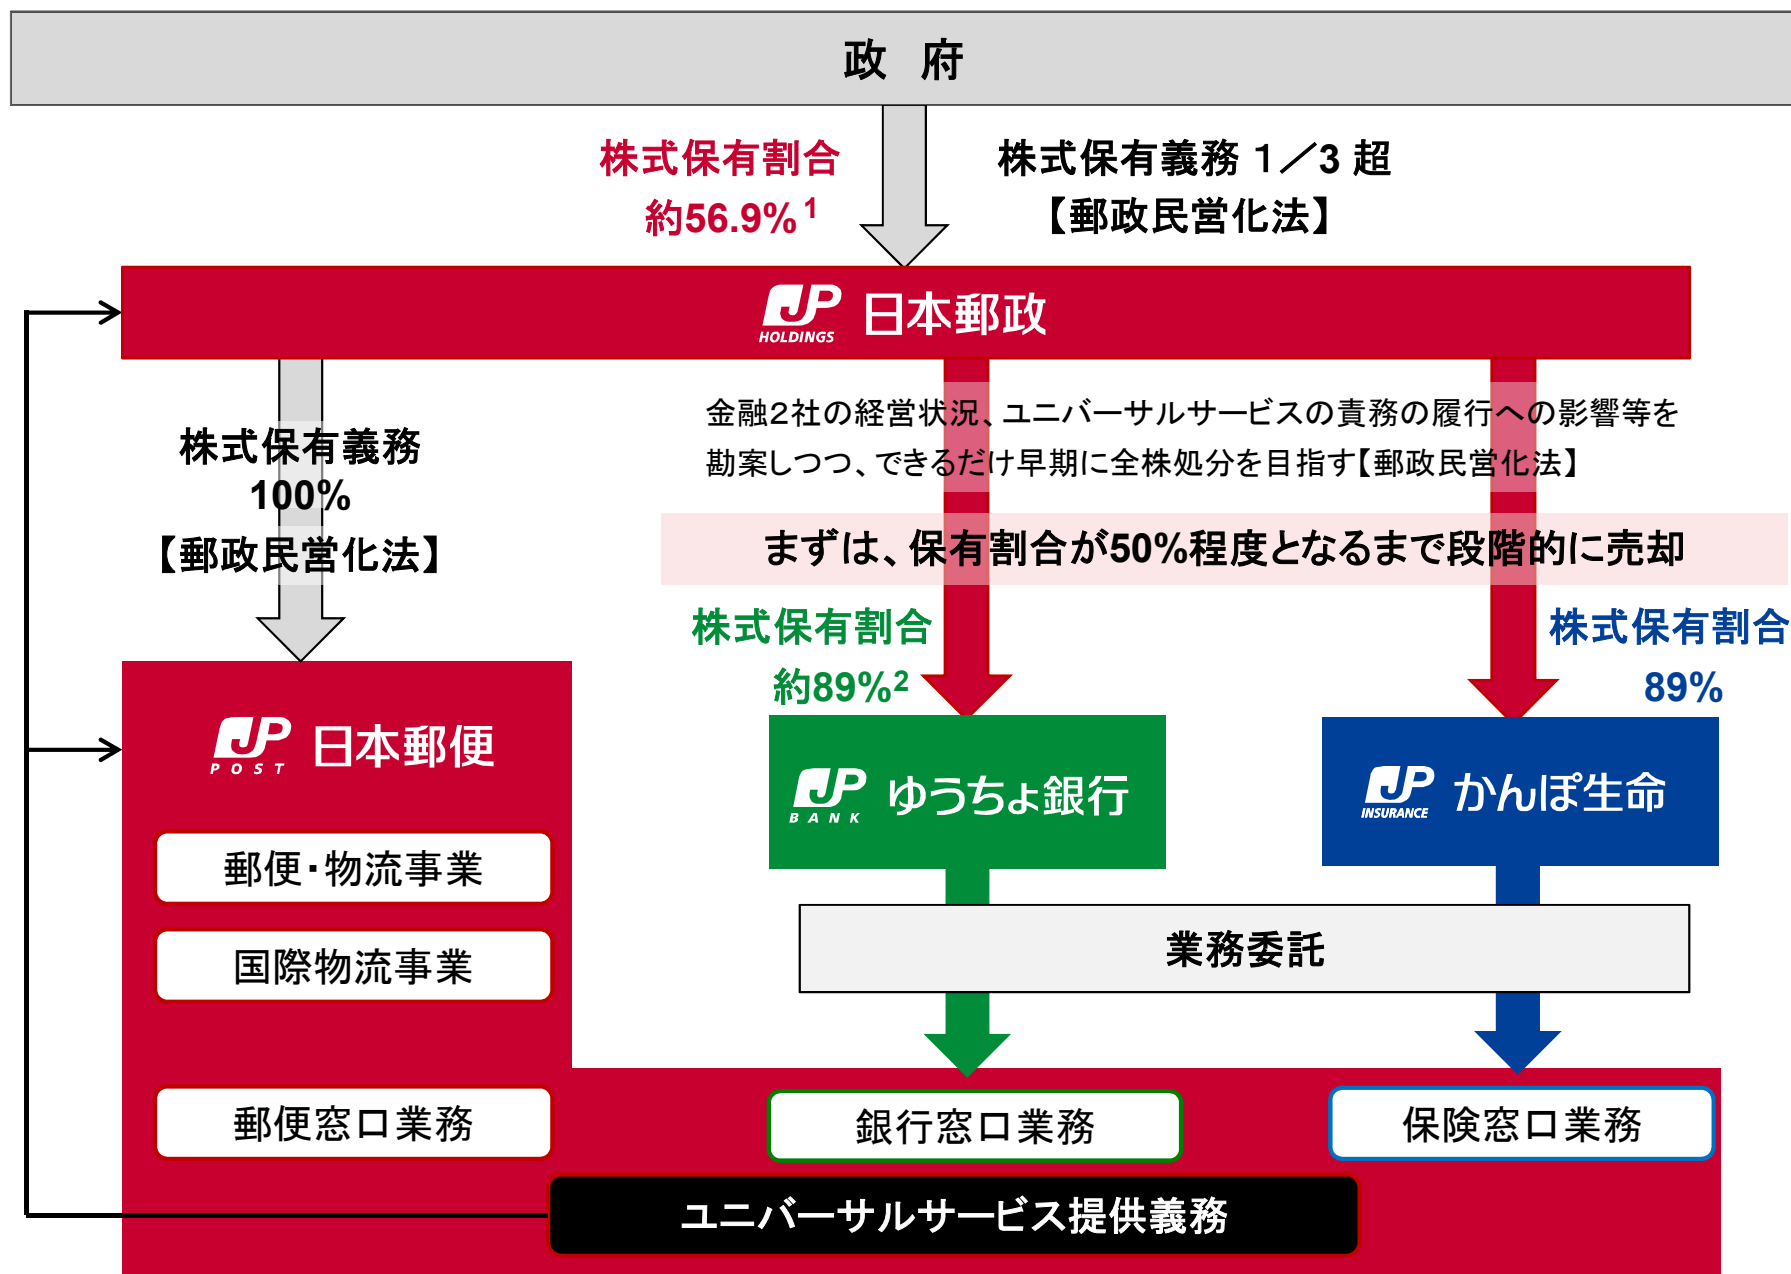 政 府
株式保有割合
約56.9% 1
株式保有義務 1/3 超
【郵政民営化法】
JP HOLDINGS 日本郵政
株式保有義務
100%
【郵政民営化法】
金融2社の経営状況、ユニバーサルサービスの責務の履行への影響等を
勘案しつつ、できるだけ早期に全株処分を目指す【郵政民営化法】
まずは、保有割合が50%程度となるまで段階的に売却
株式保有割合
約89%2
株式保有割合
89%
JP POST 日本郵便
JP BANK ゆうちょ銀行
JP INSURANCE かんぽ生命
郵便・物流事業
国際物流事業
業務委託
郵便窓口業務
銀行窓口業務
保険窓口業務
ユニバーサルサービス提供義務